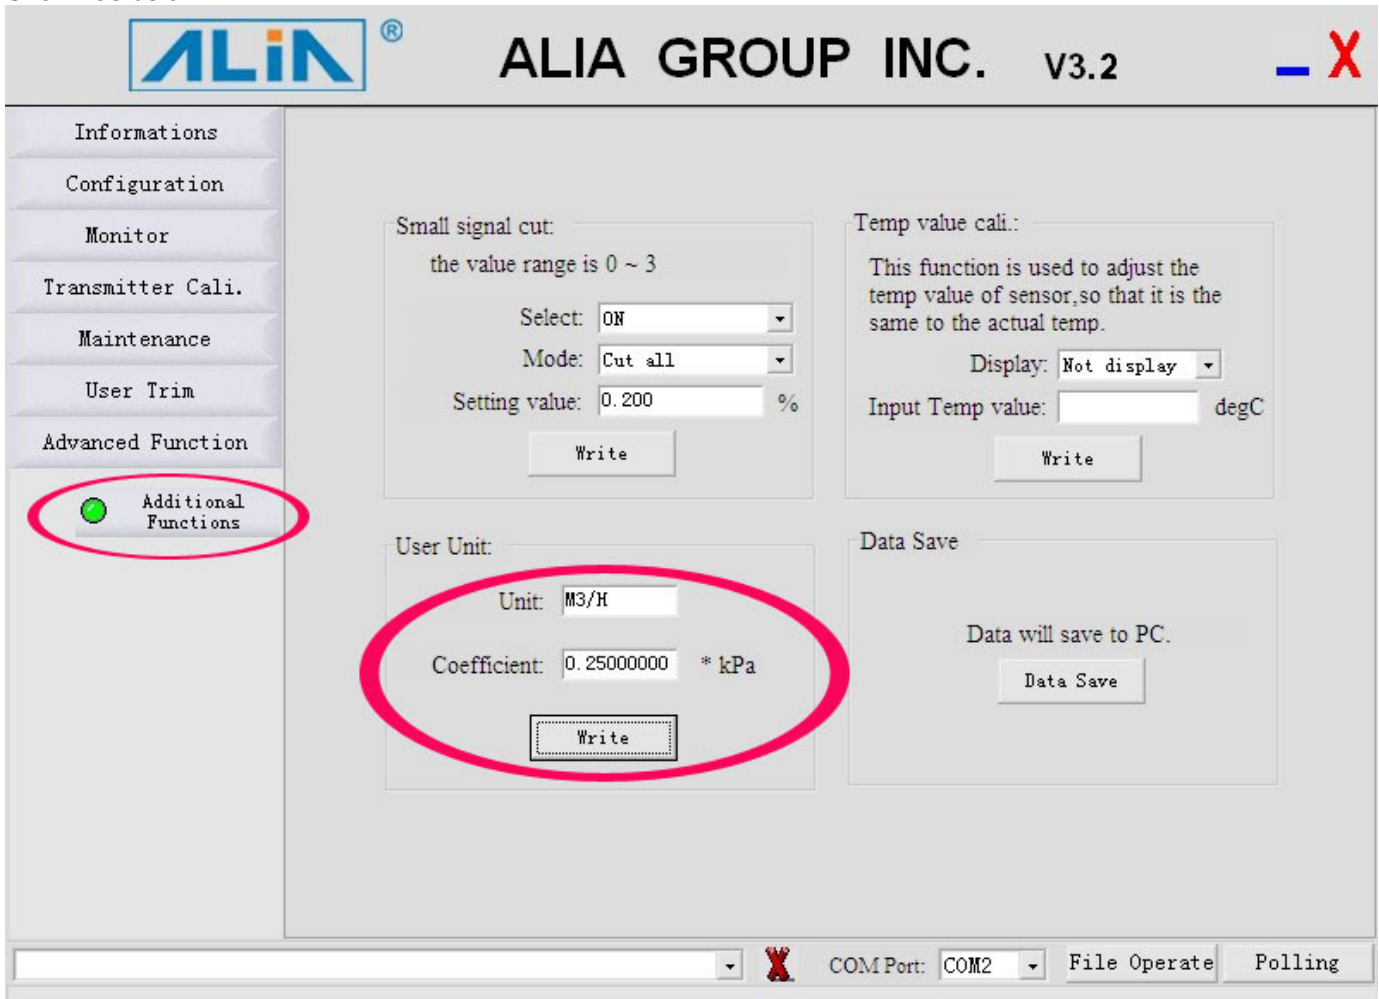 ALiA ®
ALIA GROUP INC. V3.2
X
Informations
Configuration
Monitor
Transmitter Cali.
Maintenance
User Trim
Advanced Function
Additional
Functions
Small signal cut:
the value range is 0 ~ 3
Select: ON
Mode: Cut all
Setting value: 0.200 %
Write
Temp value cali.:
This function is used to adjust the
temp value of sensor,so that it is the
same to the actual temp.
Display: Not display
Input Temp value: degC
Write
User Unit:
Unit: M3/H
Coefficient: 0.25000000 * kPa
Write
Data Save
Data will save to PC.
Data Save
X
COM Port: COM2
File Operate
Polling